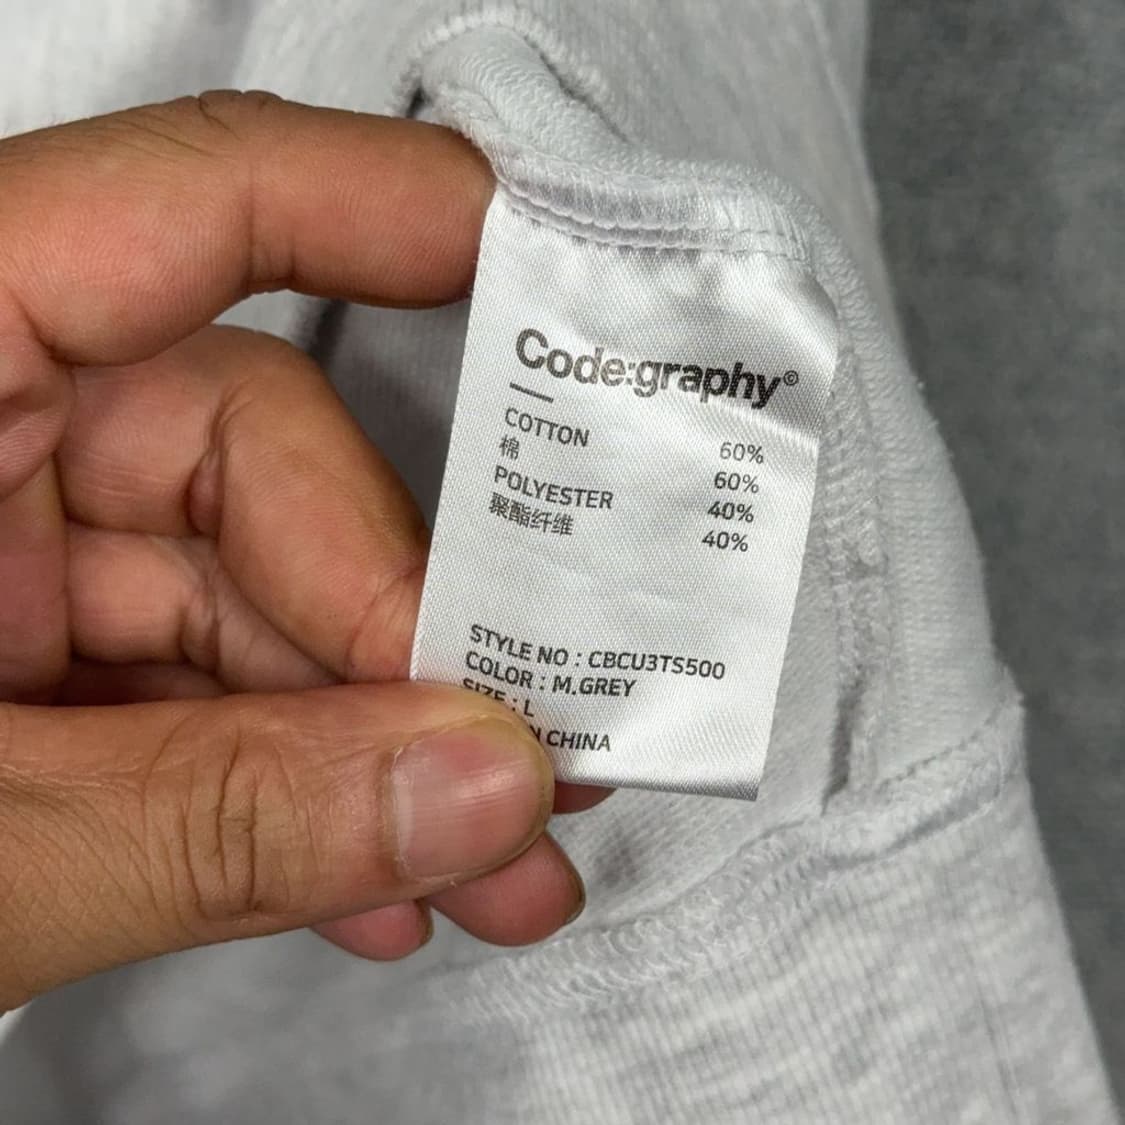 Code:graphy©
COTTON 60%
棉 60%
POLYESTER 40%
聚酯纤维 40%
STYLE NO : CBCU3TS500
COLOR : M.GREY
SIZE : L
CHINA